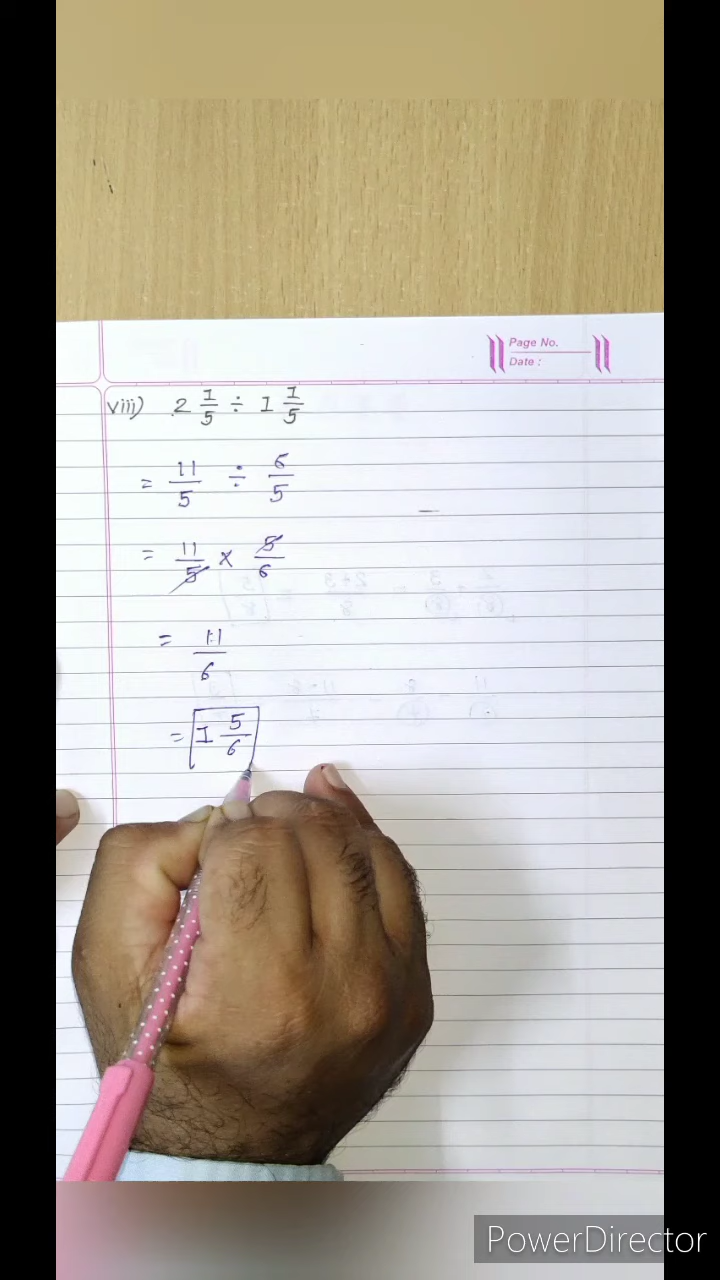 Page No.
Date :
viii) 2 1/5 ÷ 1 1/5
= 11/5 ÷ 6/5
= 11/5 × 5/6
= 11/6
= 1 5/6
PowerDirector